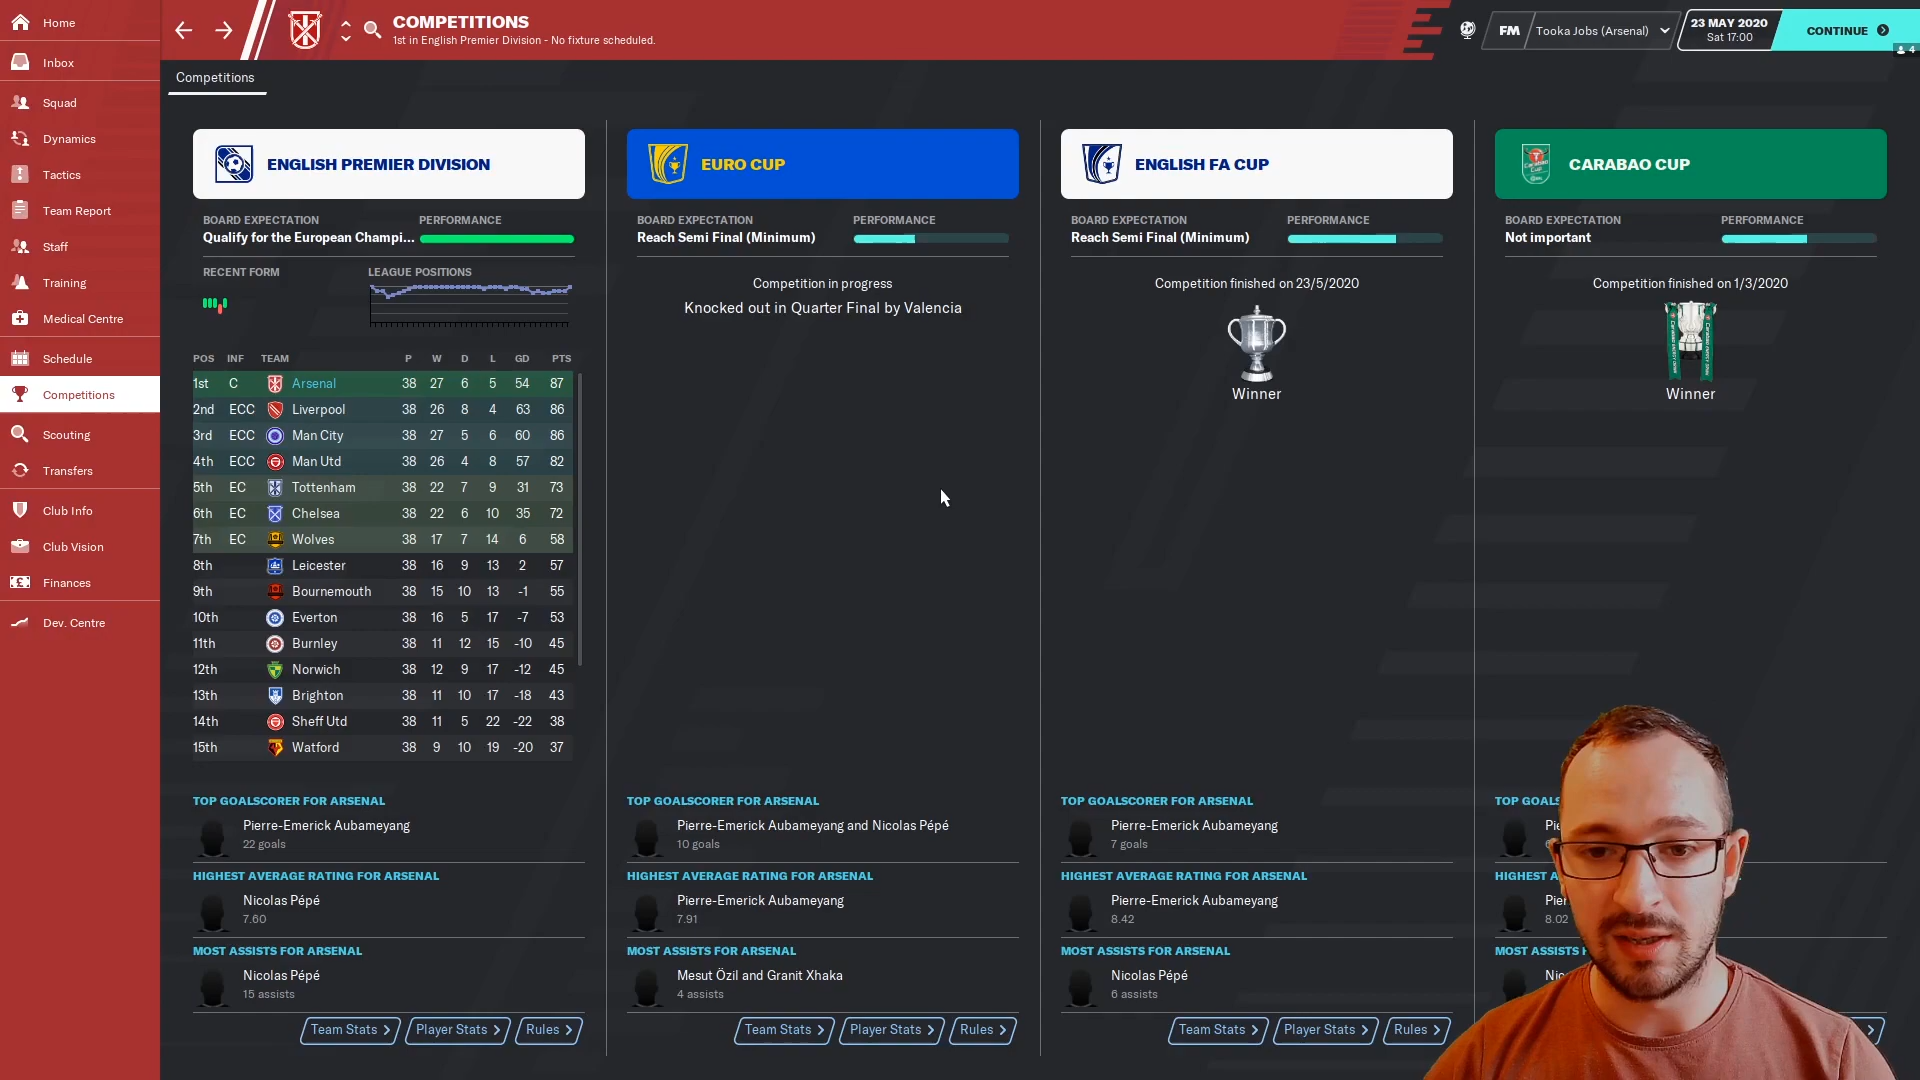 Home
Inbox
Squad
Dynamics
Tactics
Team Report
Staff
Training
Medical Centre
Schedule
Competitions
Scouting
Transfers
Club Info
Club Vision
Finances
Dev. Centre
COMPETITIONS
1st in English Premier Division - No fixture scheduled.
FM Tooka Jobs (Arsenal)
23 MAY 2020
Sat 17:00
CONTINUE
4
Competitions
ENGLISH PREMIER DIVISION
BOARD EXPECTATION PERFORMANCE
Qualify for the European Champi...
RECENT FORM LEAGUE POSITIONS
POS INF TEAM P W D L GD PTS
1st C Arsenal 38 27 6 5 54 87
2nd ECC Liverpool 38 26 8 4 63 86
3rd ECC Man City 38 27 5 6 60 86
4th ECC Man Utd 38 26 4 8 57 82
5th EC Tottenham 38 22 7 9 31 73
6th EC Chelsea 38 22 6 10 35 72
7th EC Wolves 38 17 7 14 6 58
8th Leicester 38 16 9 13 2 57
9th Bournemouth 38 15 10 13 -1 55
10th Everton 38 16 5 17 -7 53
11th Burnley 38 11 12 15 -10 45
12th Norwich 38 12 9 17 -12 45
13th Brighton 38 11 10 17 -18 43
14th Sheff Utd 38 11 5 22 -22 38
15th Watford 38 9 10 19 -20 37
TOP GOALSCORER FOR ARSENAL
Pierre-Emerick Aubameyang
22 goals
HIGHEST AVERAGE RATING FOR ARSENAL
Nicolas Pépé
7.60
MOST ASSISTS FOR ARSENAL
Nicolas Pépé
15 assists
Team Stats Player Stats Rules
EURO CUP
BOARD EXPECTATION PERFORMANCE
Reach Semi Final (Minimum)
Competition in progress
Knocked out in Quarter Final by Valencia
TOP GOALSCORER FOR ARSENAL
Pierre-Emerick Aubameyang and Nicolas Pépé
10 goals
HIGHEST AVERAGE RATING FOR ARSENAL
Pierre-Emerick Aubameyang
7.91
MOST ASSISTS FOR ARSENAL
Mesut Özil and Granit Xhaka
4 assists
Team Stats Player Stats Rules
ENGLISH FA CUP
BOARD EXPECTATION PERFORMANCE
Reach Semi Final (Minimum)
Competition finished on 23/5/2020
Winner
TOP GOALSCORER FOR ARSENAL
Pierre-Emerick Aubameyang
7 goals
HIGHEST AVERAGE RATING FOR ARSENAL
Pierre-Emerick Aubameyang
8.42
MOST ASSISTS FOR ARSENAL
Nicolas Pépé
6 assists
Team Stats Player Stats Rules
CARABAO CUP
BOARD EXPECTATION PERFORMANCE
Not important
Competition finished on 1/3/2020
Winner
TOP GOALS
HIGHEST A
8.02
MOST ASSISTS F